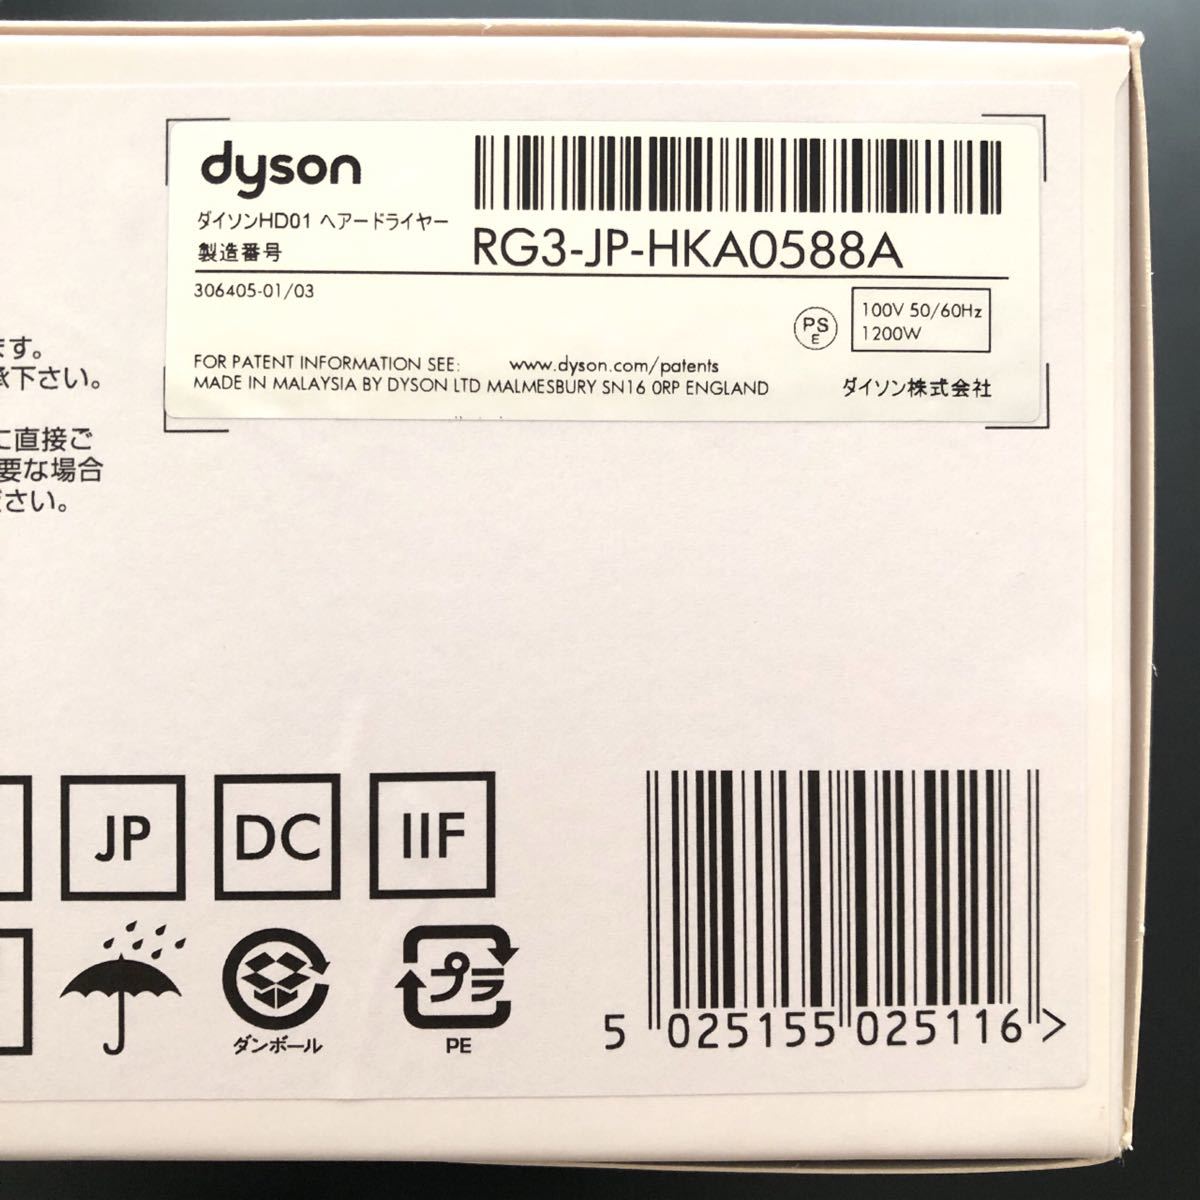 dyson
ダイソンHD01 ヘアードライヤー
製造番号
RG3-JP-HKA0588A
306405-01/03
PS
E
100V 50/60Hz
1200W
FOR PATENT INFORMATION SEE: www.dyson.com/patents
MADE IN MALAYSIA BY DYSON LTD MALMESBURY SN16 0RP ENGLAND
ダイソン株式会社
ます。
承下さい。
に直接ご
要な場合
ださい。
JP
DC
IIF
ダンボール
プラ
PE
5 025155 025116 >